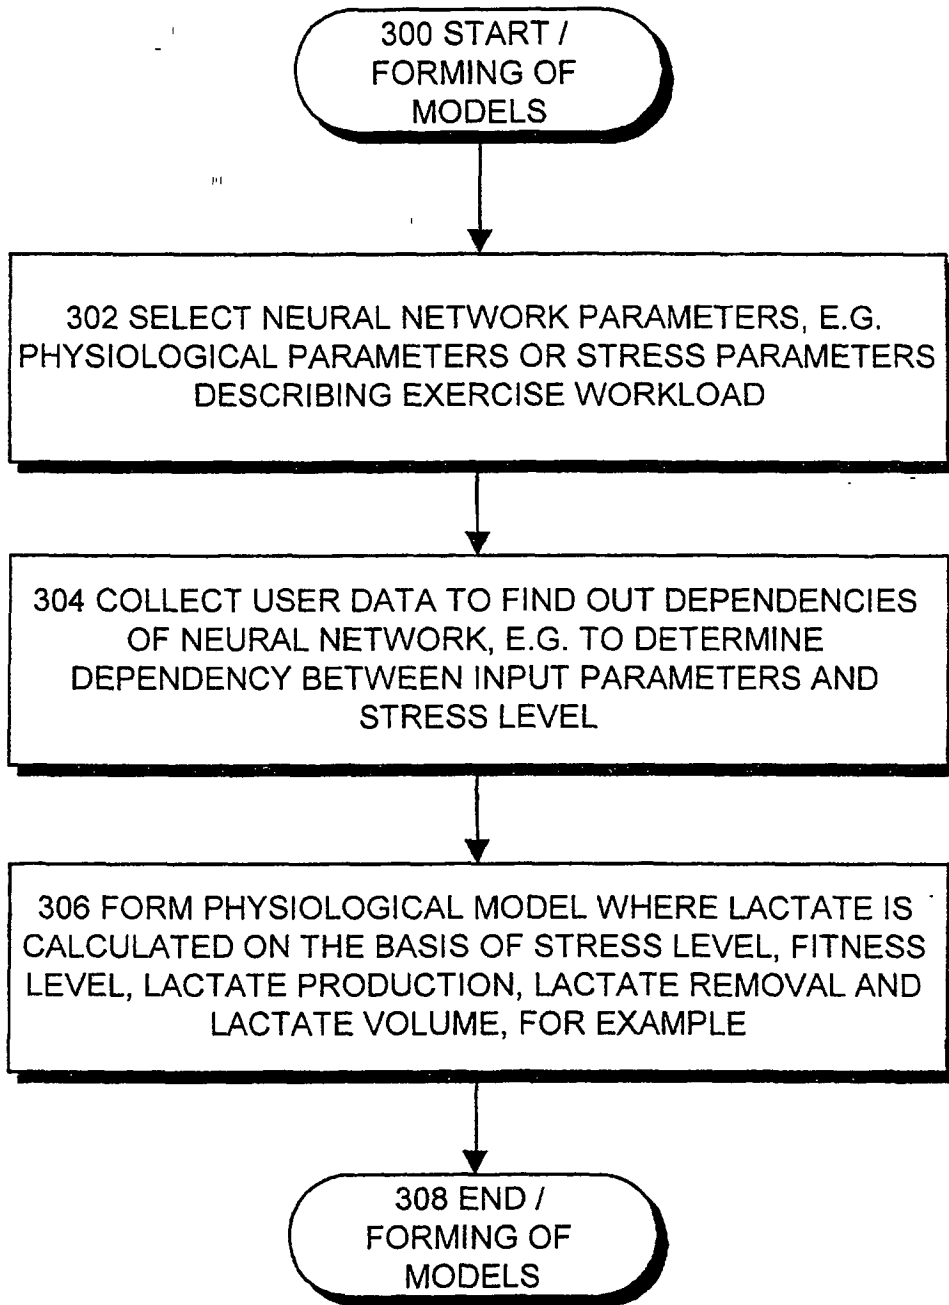 300 START /
FORMING OF
MODELS
302 SELECT NEURAL NETWORK PARAMETERS, E.G.
PHYSIOLOGICAL PARAMETERS OR STRESS PARAMETERS
DESCRIBING EXERCISE WORKLOAD
304 COLLECT USER DATA TO FIND OUT DEPENDENCIES
OF NEURAL NETWORK, E.G. TO DETERMINE
DEPENDENCY BETWEEN INPUT PARAMETERS AND
STRESS LEVEL
306 FORM PHYSIOLOGICAL MODEL WHERE LACTATE IS
CALCULATED ON THE BASIS OF STRESS LEVEL, FITNESS
LEVEL, LACTATE PRODUCTION, LACTATE REMOVAL AND
LACTATE VOLUME, FOR EXAMPLE
308 END /
FORMING OF
MODELS